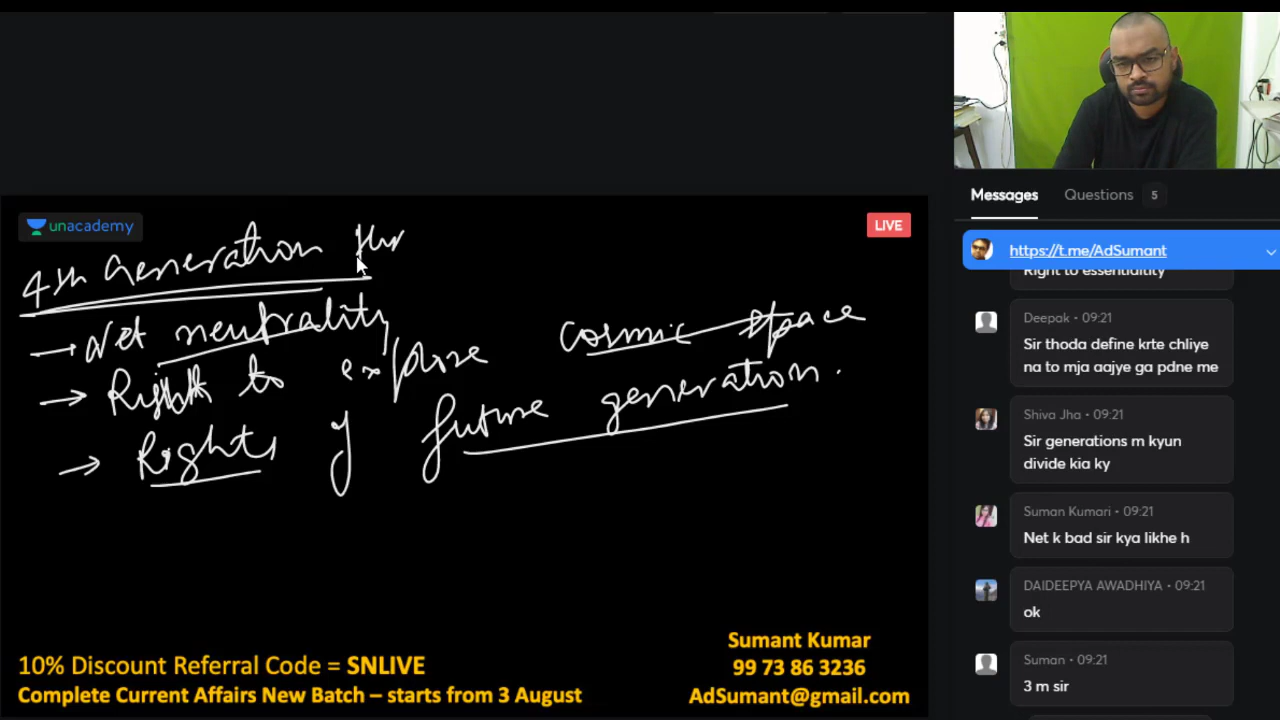 unacademy
LIVE
4th Generation HR
→ Net neutrality
→ Right to explore cosmic space
→ Rights of future generation.
10% Discount Referral Code = SNLIVE
Complete Current Affairs New Batch – starts from 3 August
Sumant Kumar
99 73 86 3236
AdSumant@gmail.com
Messages Questions 5
https://t.me/AdSumant
Right to essentiality
Deepak • 09:21
Sir thoda define krte chliye
na to mja aajye ga pdne me
Shiva Jha • 09:21
Sir generations m kyun
divide kia ky
Suman Kumari • 09:21
Net k bad sir kya likhe h
DAIDEEPYA AWADHIYA • 09:21
ok
Suman • 09:21
3 m sir